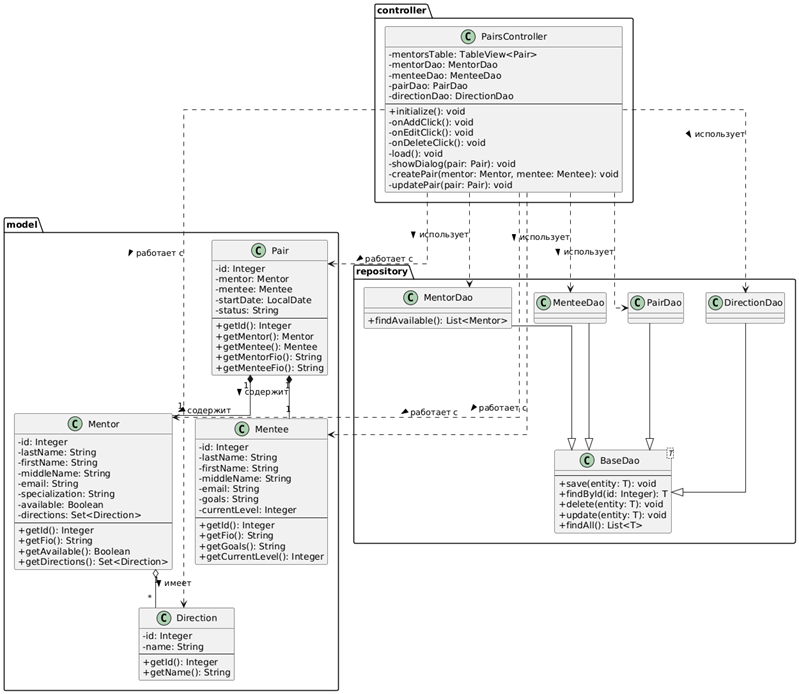 controller
C PairsController
-mentorsTable: TableView<Pair>
-mentorDao: MentorDao
-menteeDao: MenteeDao
-pairDao: PairDao
-directionDao: DirectionDao
+initialize(): void
-onAddClick(): void
-onEditClick(): void
-onDeleteClick(): void
-load(): void
-showDialog(pair: Pair): void
-createPair(mentor: Mentor, mentee: Mentee): void
-updatePair(pair: Pair): void
использует
использует
использует
использует
работает с
работает с
model
C Pair
-id: Integer
-mentor: Mentor
-mentee: Mentee
-startDate: LocalDate
-status: String
+getId(): Integer
+getMentor(): Mentor
+getMentee(): Mentee
+getMentorFio(): String
+getMenteeFio(): String
repository
C MentorDao
+findAvailable(): List<Mentor>
C MenteeDao
C PairDao
C DirectionDao
1
1
содержит
1
содержит
1
работает с
работает с
C Mentor
-id: Integer
-lastName: String
-firstName: String
-middleName: String
-email: String
-specialization: String
-available: Boolean
-directions: Set<Direction>
+getId(): Integer
+getFio(): String
+getAvailable(): Boolean
+getDirections(): Set<Direction>
C Mentee
-id: Integer
-lastName: String
-firstName: String
-middleName: String
-email: String
-goals: String
-currentLevel: Integer
+getId(): Integer
+getFio(): String
+getGoals(): String
+getCurrentLevel(): Integer
C BaseDao
T
+save(entity: T): void
+findById(id: Integer): T
+delete(entity: T): void
+update(entity: T): void
+findAll(): List<T>
имеет
*
C Direction
-id: Integer
-name: String
+getId(): Integer
+getName(): String